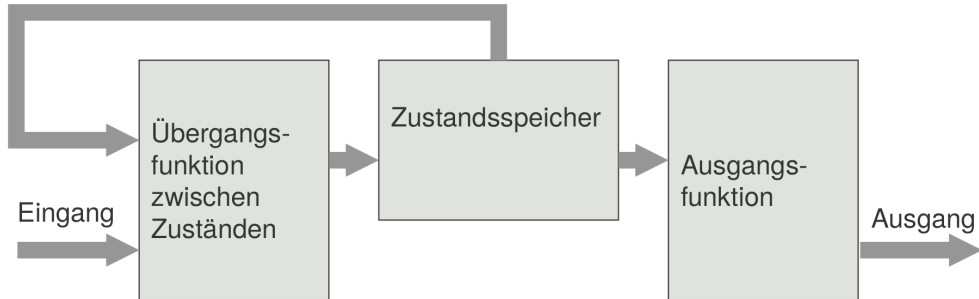 Übergangs-
funktion
zwischen
Zuständen
Zustandsspeicher
Ausgangs-
funktion
Eingang
Ausgang